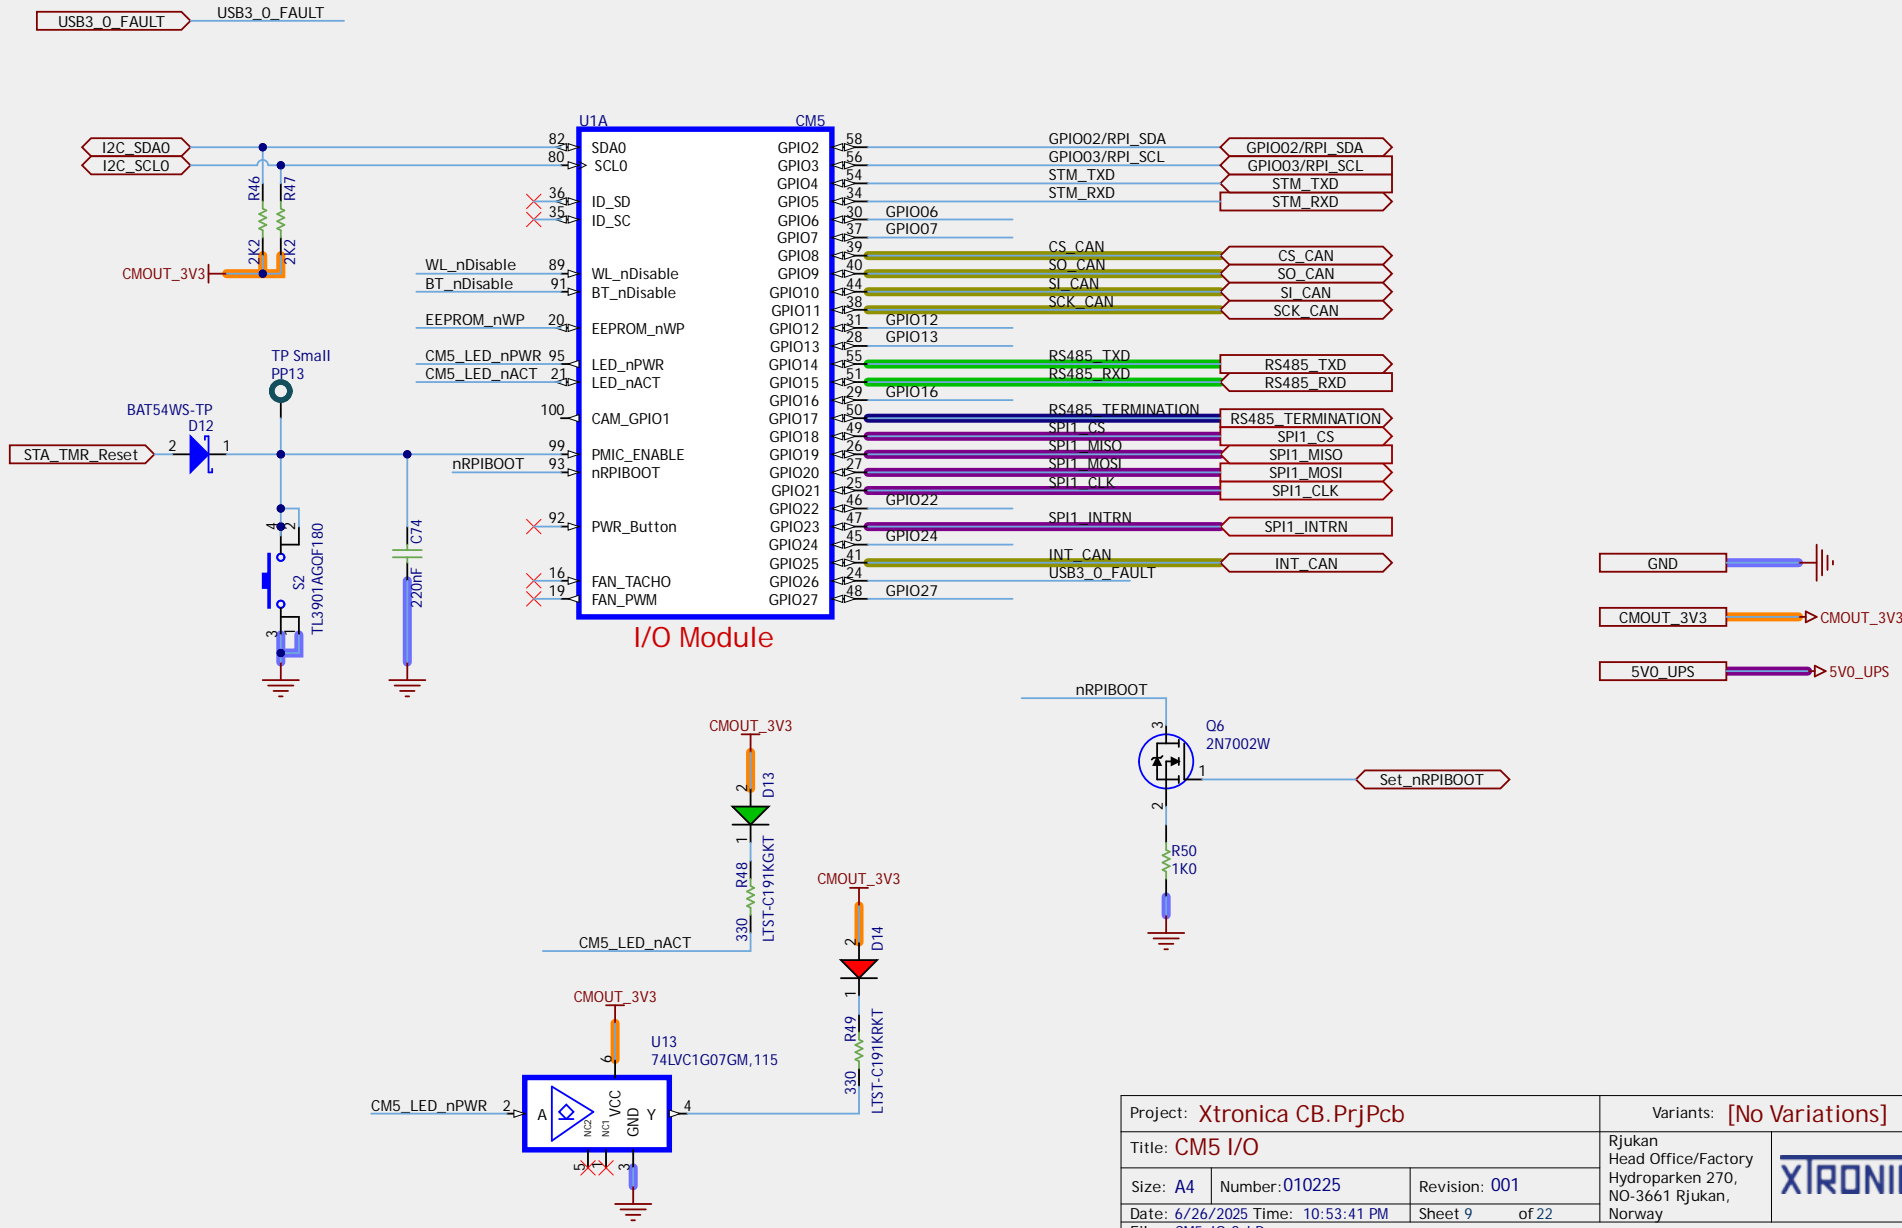 USB3_0_FAULT
USB3_0_FAULT
U1A
CM5
I2C_SDA0
I2C_SCL0
R46
R47
2K2
2K2
CMOUT_3V3
82
SDA0
80
SCL0
36
ID_SD
35
ID_SC
WL_nDisable
89
WL_nDisable
BT_nDisable
91
BT_nDisable
EEPROM_nWP
20
EEPROM_nWP
CM5_LED_nPWR
95
LED_nPWR
CM5_LED_nACT
21
LED_nACT
100
CAM_GPIO1
99
PMIC_ENABLE
nRPIBOOT
93
nRPIBOOT
92
PWR_Button
16
FAN_TACHO
19
FAN_PWM
GPIO2
58
GPIO02/RPI_SDA
GPIO02/RPI_SDA
GPIO3
56
GPIO03/RPI_SCL
GPIO03/RPI_SCL
GPIO4
54
STM_TXD
STM_TXD
GPIO5
34
STM_RXD
STM_RXD
GPIO6
30
GPIO06
GPIO7
37
GPIO07
GPIO8
39
CS_CAN
CS_CAN
GPIO9
40
SO_CAN
SO_CAN
GPIO10
44
SI_CAN
SI_CAN
GPIO11
38
SCK_CAN
SCK_CAN
GPIO12
31
GPIO12
GPIO13
28
GPIO13
GPIO14
55
RS485_TXD
RS485_TXD
GPIO15
51
RS485_RXD
RS485_RXD
GPIO16
29
GPIO16
GPIO17
50
RS485_TERMINATION
RS485_TERMINATION
GPIO18
49
SPI1_CS
SPI1_CS
GPIO19
26
SPI1_MISO
SPI1_MISO
GPIO20
27
SPI1_MOSI
SPI1_MOSI
GPIO21
25
SPI1_CLK
SPI1_CLK
GPIO22
46
GPIO22
GPIO23
47
SPI1_INTRN
SPI1_INTRN
GPIO24
45
GPIO24
GPIO25
41
INT_CAN
INT_CAN
GPIO26
24
USB3_0_FAULT
GPIO27
48
GPIO27
I/O Module
TP Small
PP13
BAT54WS-TP
D12
STA_TMR_Reset
2
1
4
2
S2
TL3901AGQF180
3
1
C74
220nF
GND
CMOUT_3V3
CMOUT_3V3
5V0_UPS
5V0_UPS
nRPIBOOT
3
Q6
2N7002W
1
Set_nRPIBOOT
2
R50
1K0
CMOUT_3V3
2
D13
1
R48
330
LTST-C191KGKT
CM5_LED_nACT
CMOUT_3V3
2
D14
1
R49
330
LTST-C191KRKT
CMOUT_3V3
6
U13
74LVC1G07GM,115
CM5_LED_nPWR
2
A
NC2
NC1
VCC
GND
Y
4
5
1
3
Project: Xtronica CB.PrjPcb
Variants: [No Variations]
Title: CM5 I/O
Rjukan
Head Office/Factory
Hydroparken 270,
NO-3661 Rjukan,
Norway
Size: A4
Number: 010225
Revision: 001
Date: 6/26/2025 Time: 10:53:41 PM
Sheet 9 of 22